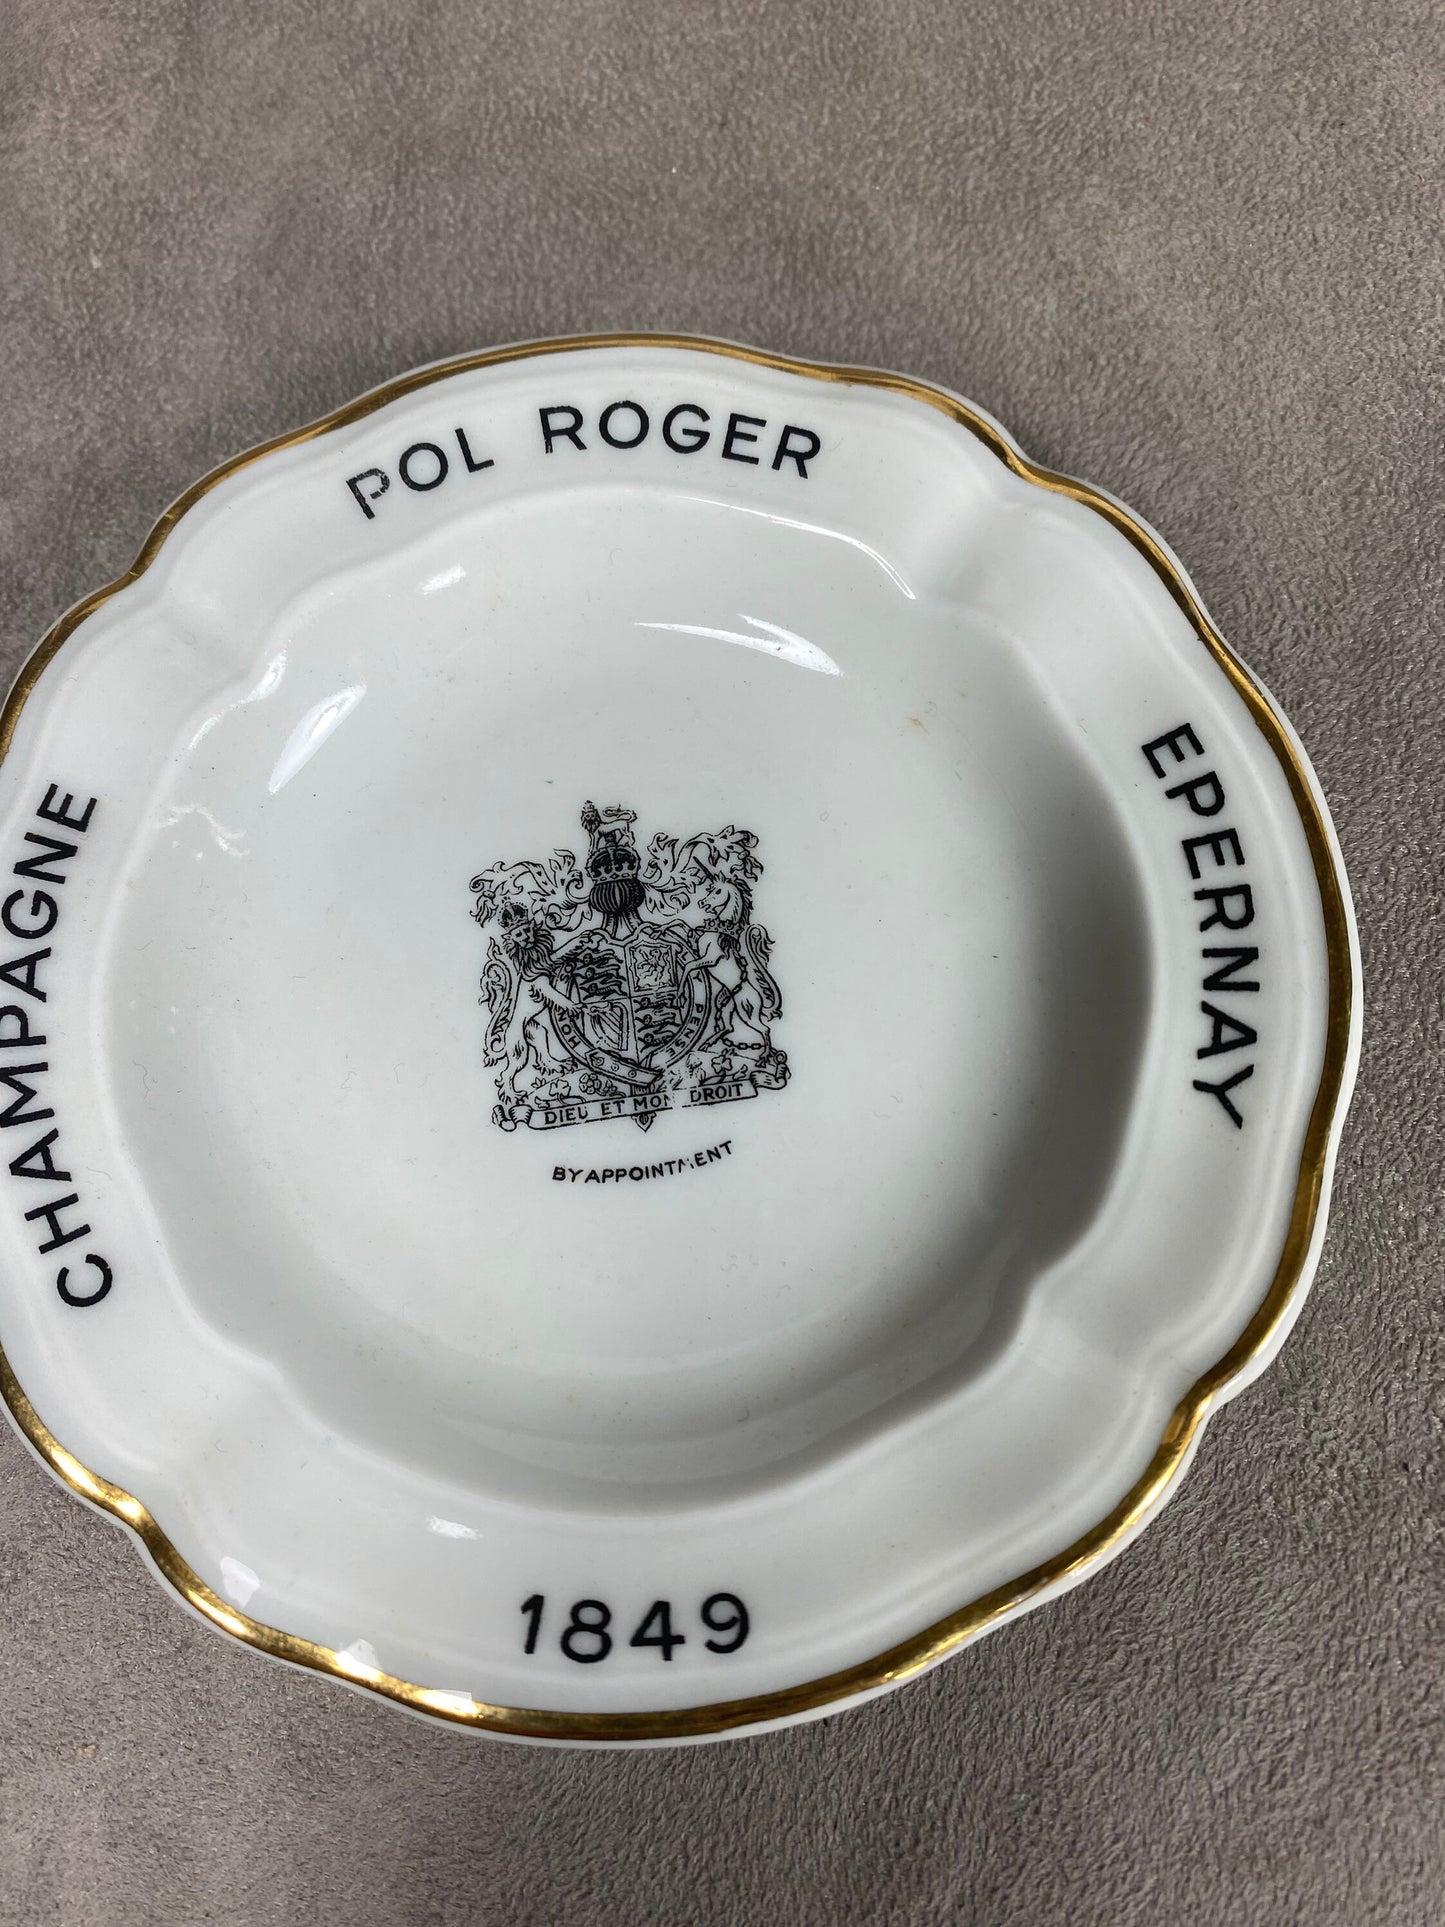 CHAMPAGNE
POL ROGER
EPERNAY
DIEU ET MON DROIT
BY APPOINTMENT
1849